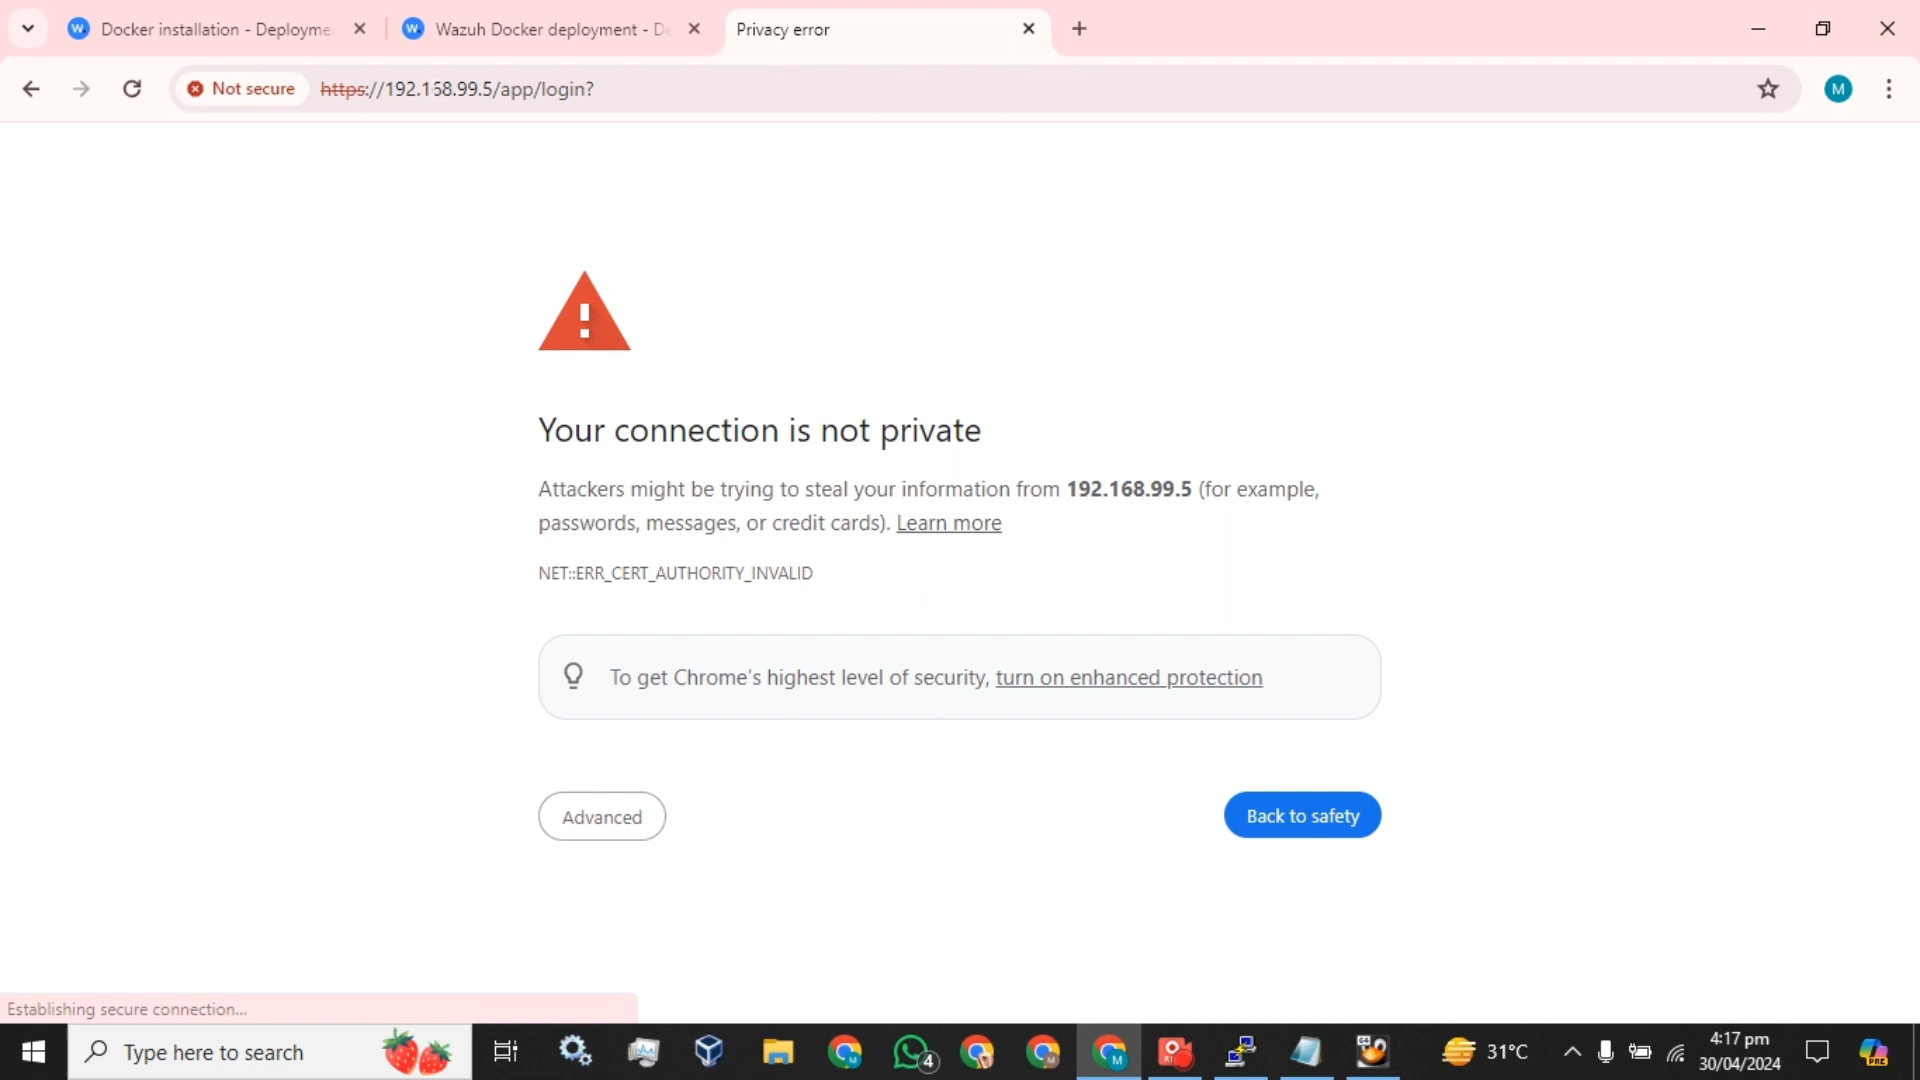 Docker installation - Deployme
Wazuh Docker deployment - De
Privacy error
Not secure
https://192.168.99.5/app/login?
M
Your connection is not private
Attackers might be trying to steal your information from 192.168.99.5 (for example,
passwords, messages, or credit cards). Learn more
NET::ERR_CERT_AUTHORITY_INVALID
To get Chrome's highest level of security, turn on enhanced protection
Advanced
Back to safety
Establishing secure connection...
Type here to search
4
31°C
4:17 pm
30/04/2024
PRE